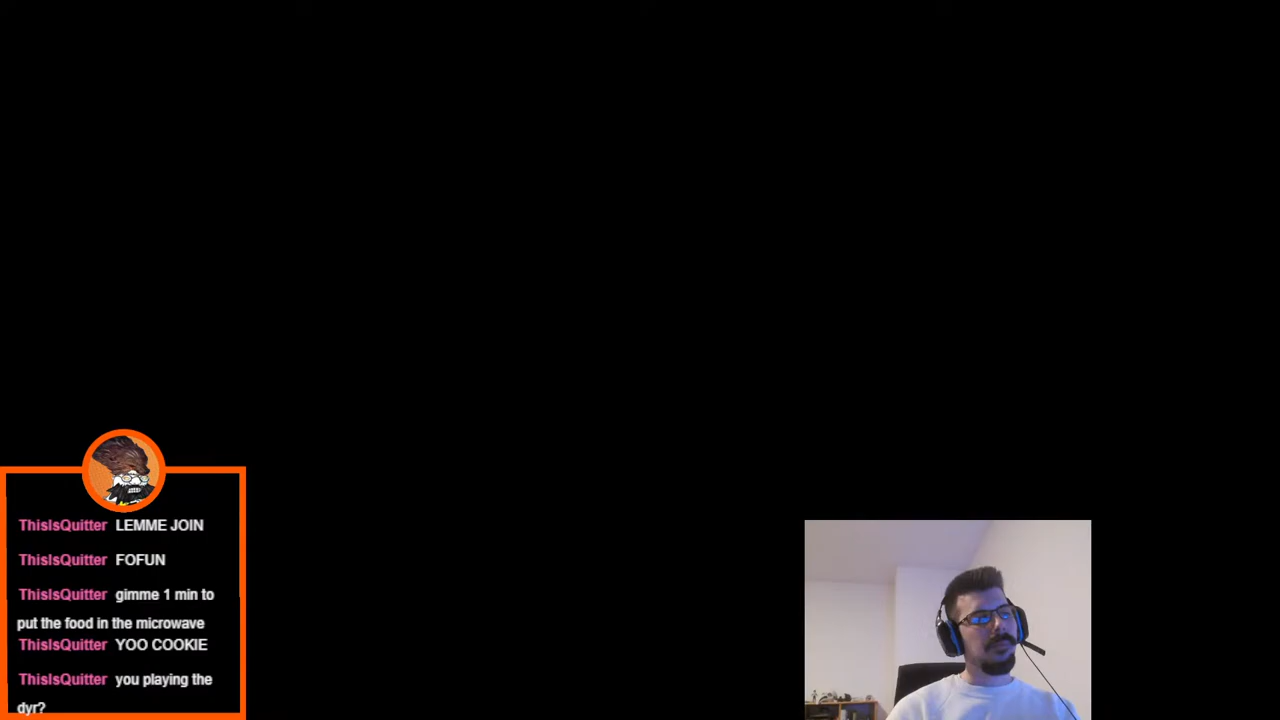 ThisIsQuitter LEMME JOIN
ThisIsQuitter FOFUN
ThisIsQuitter gimme 1 min to
put the food in the microwave
ThisIsQuitter YOO COOKIE
ThisIsQuitter you playing the
dyr?